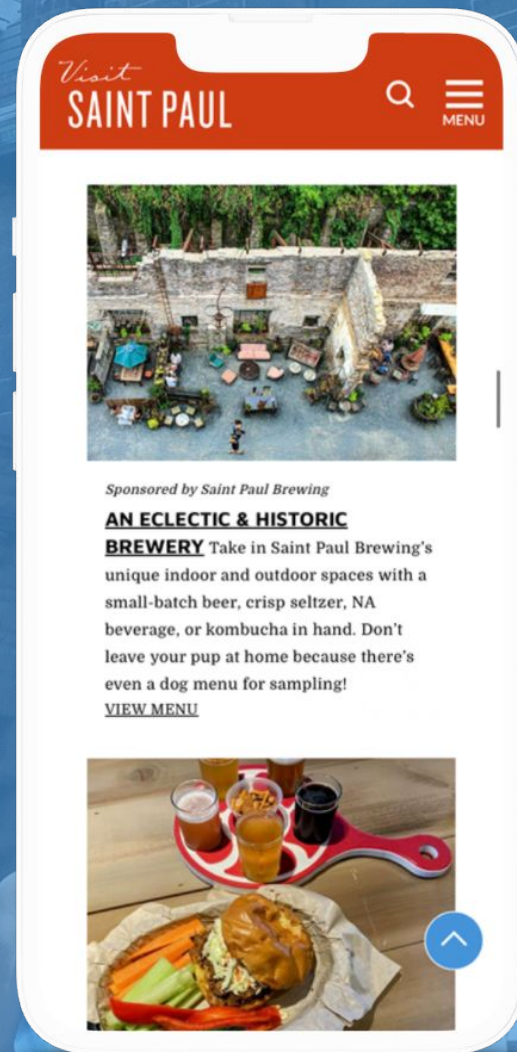 Visit
SAINT PAUL
MENU
Sponsored by Saint Paul Brewing
AN ECLECTIC & HISTORIC
BREWERY Take in Saint Paul Brewing’s
unique indoor and outdoor spaces with a
small-batch beer, crisp seltzer, NA
beverage, or kombucha in hand. Don’t
leave your pup at home because there’s
even a dog menu for sampling!
VIEW MENU